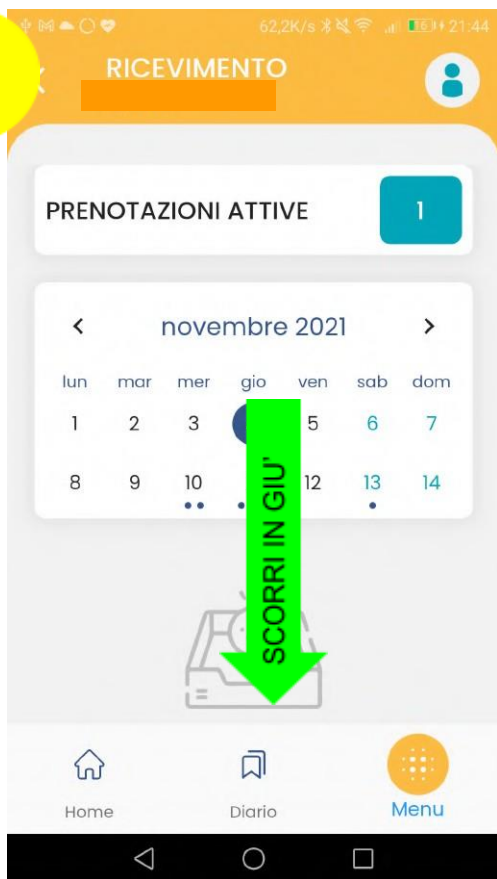 62,2K/s 16 21:44
RICEVIMENTO
PRENOTAZIONI ATTIVE 1
novembre 2021
lun mar mer gio ven sab dom
1 2 3 5 6 7
8 9 10 12 13 14
SCORRI IN GIU'
Home Diario Menu